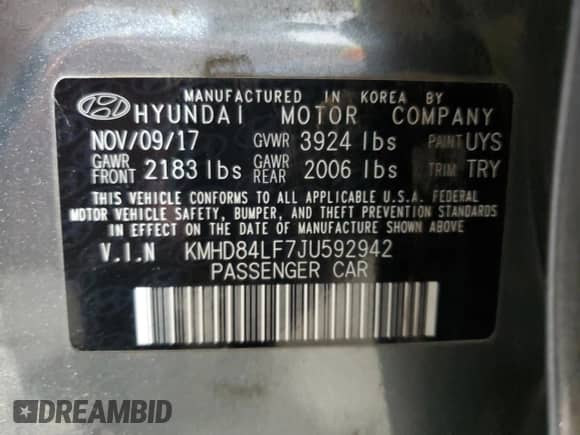 MANUFACTURED IN KOREA BY
HYUNDAI MOTOR COMPANY
NOV/09/17 GVWR 3924 lbs PAINT UYS
GAWR FRONT 2183 lbs GAWR REAR 2006 lbs TRIM TRY
THIS VEHICLE CONFORMS TO ALL APPLICABLE U.S.A. FEDERAL
MOTOR VEHICLE SAFETY, BUMPER, AND THEFT PREVENTION STANDARDS
IN EFFECT ON THE DATE OF MANUFACTURE SHOWN ABOVE.
V.I.N KMHD84LF7JU592942
PASSENGER CAR
DREAMBID